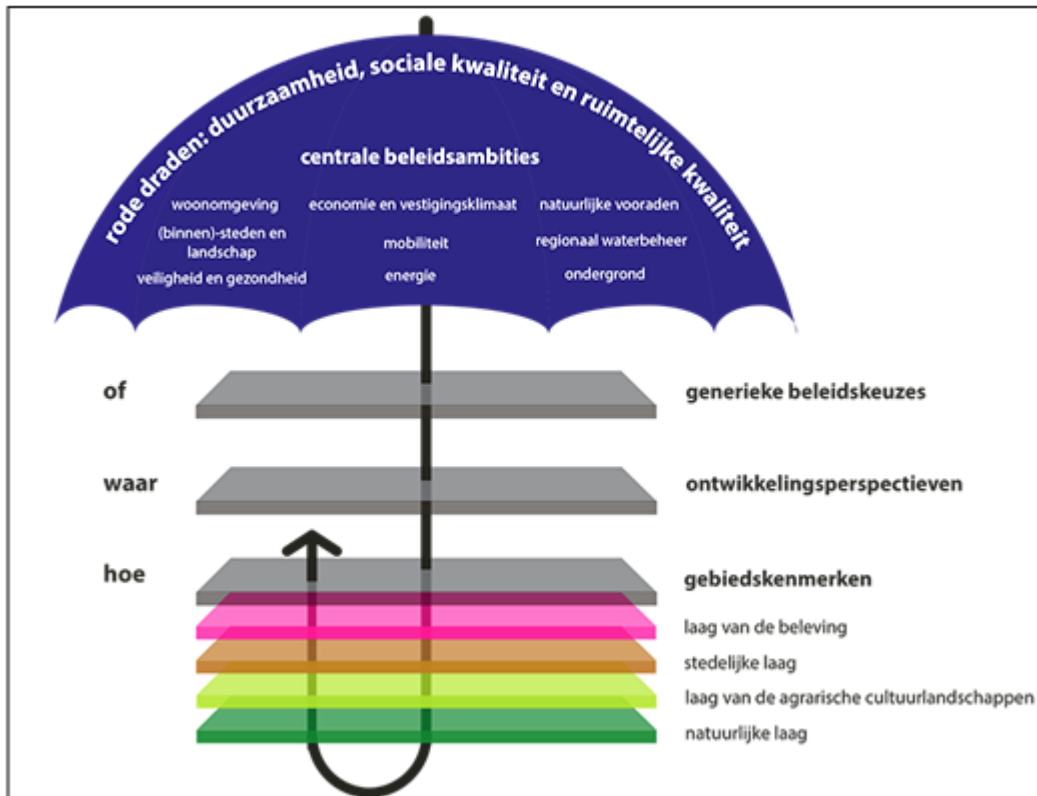 rode draden: duurzaamheid, sociale kwaliteit en ruimtelijke kwaliteit
centrale beleidsambities
woonomgeving
economie en vestigingsklimaat
natuurlijke vooraden
(binnen)-steden en
landschap
mobiliteit
regionaal waterbeheer
veiligheid en gezondheid
energie
ondergrond
of
generieke beleidskeuzes
waar
ontwikkelingsperspectieven
hoe
gebiedskenmerken
laag van de beleving
stedelijke laag
laag van de agrarische cultuurlandschappen
natuurlijke laag